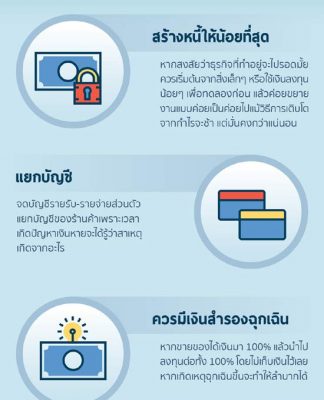 สร้างหนี้ให้น้อยที่สุด
หากสงสัยว่าธุรกิจที่ทำอยู่จะไปรอดมั้ย
ควรเริ่มต้นจากสิ่งเล็กๆ หรือใช้เงินลงทุน
น้อยๆ เพื่อทดลองก่อน แล้วค่อยขยาย
งานแบบค่อยเป็นค่อยไปแม้วิธีการเติบโต
จากกำไรจะช้า แต่มั่นคงกว่าแน่นอน
แยกบัญชี
จดบัญชีรายรับ-รายจ่ายส่วนตัว
แยกบัญชีของร้านค้าเพราะเวลา
เกิดปัญหาเงินหายจะได้รู้ว่าสาเหตุ
เกิดจากอะไร
ควรมีเงินสำรองฉุกเฉิน
หากขายของได้เงินมา 100% แล้วนำไป
ลงทุนต่อทั้ง 100% โดยไม่เก็บเงินไว้เลย
หากเกิดเหตุฉุกเฉินขึ้นจะทำให้ลำบากได้